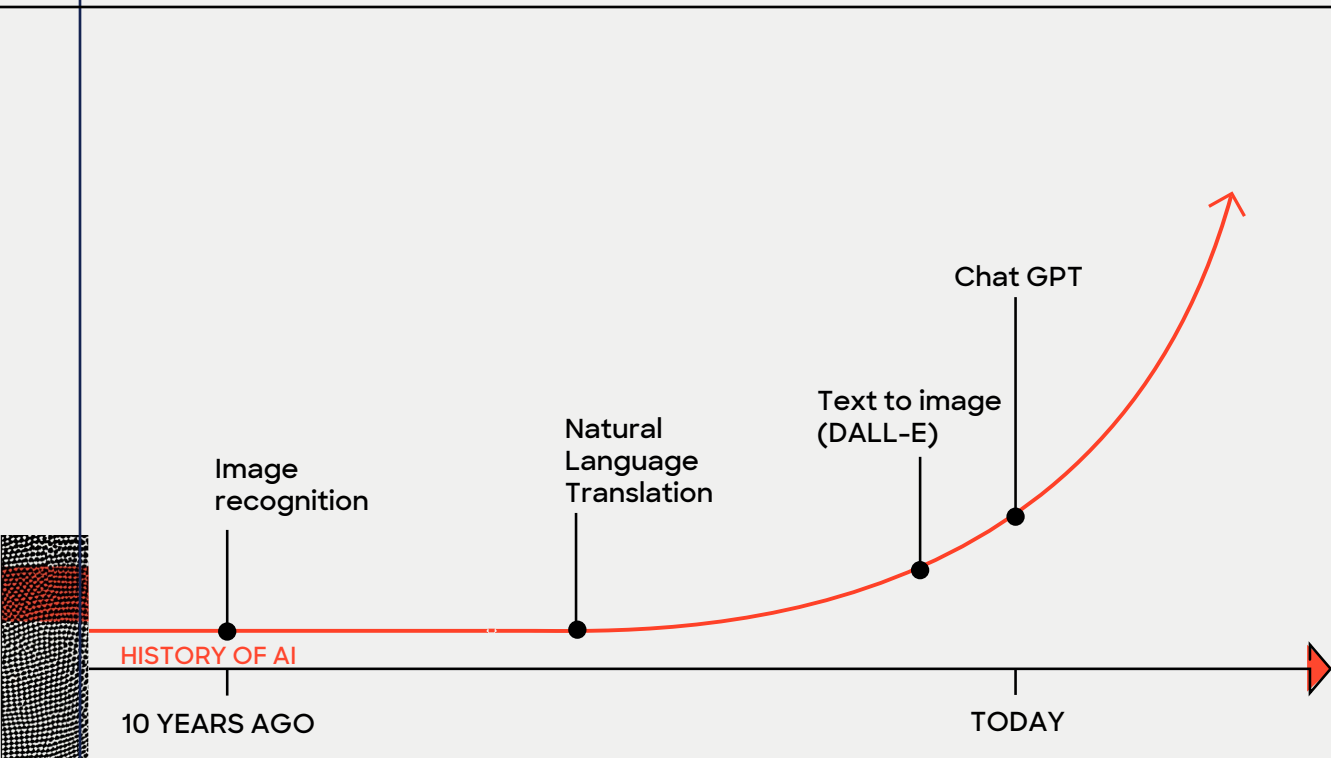 Chat GPT
Text to image
(DALL-E)
Natural
Language
Translation
Image
recognition
HISTORY OF AI
10 YEARS AGO
TODAY